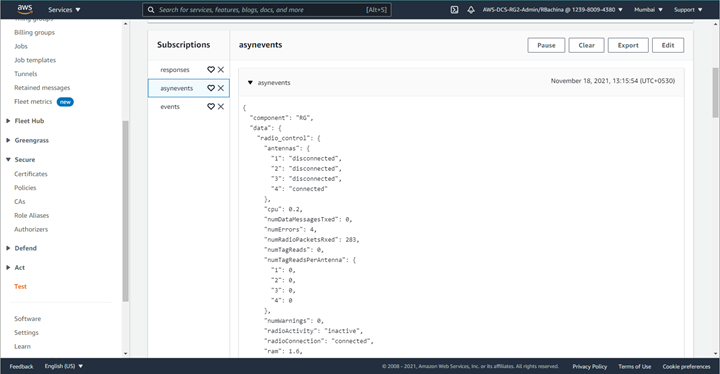 aws
Services ▼
Search for services, features, blogs, docs, and more
[Alt+S]
AWS-DCS-RG2-Admin/RBachina @ 1239-8009-4380 ▼
Mumbai ▼
Support ▼
Billing groups
Jobs
Job templates
Tunnels
Retained messages
Fleet metrics new
Fleet Hub
Greengrass
Secure
Certificates
Policies
CAs
Role Aliases
Authorizers
Defend
Act
Test
Software
Settings
Learn
Subscriptions
responses
asynevents
events
asynevents
Pause
Clear
Export
Edit
asynevents
November 18, 2021, 13:15:54 (UTC+0530)
{
"component": "RG",
"data": {
"radio_control": {
"antennas": {
"1": "disconnected",
"2": "disconnected",
"3": "disconnected",
"4": "connected"
},
"cpu": 0.2,
"numDataMessagesTxed": 0,
"numErrors": 4,
"numRadioPacketsRxed": 283,
"numTagReads": 0,
"numTagReadsPerAntenna": {
"1": 0,
"2": 0,
"3": 0,
"4": 0
},
"numWarnings": 0,
"radioActivity": "inactive",
"radioConnection": "connected",
"ram": 1.6,
Feedback
English (US) ▼
© 2008 - 2021, Amazon Web Services, Inc. or its affiliates. All rights reserved.
Privacy Policy
Terms of Use
Cookie preferences